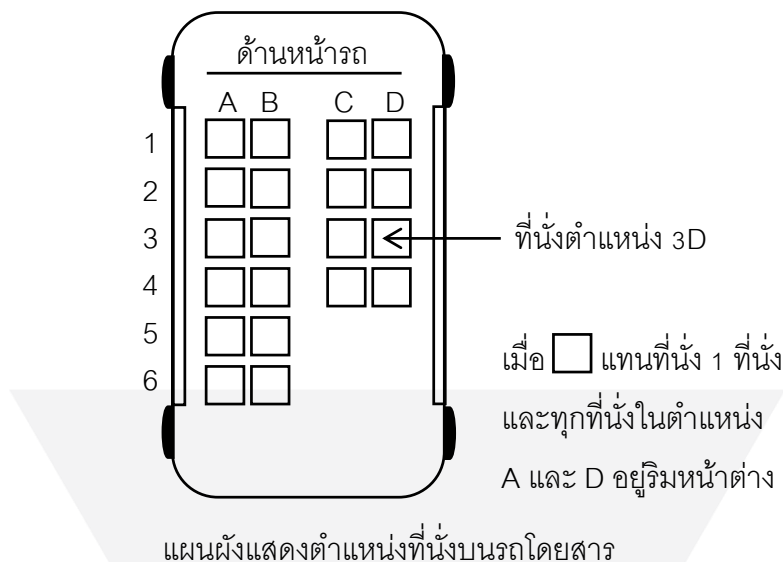 ด้านหน้ารถ
A B C D
1
2
3 ที่นั่งตำแหน่ง 3D
4
5
6
เมื่อ แทนที่นั่ง 1 ที่นั่ง
และทุกที่นั่งในตำแหน่ง
A และ D อยู่ริมหน้าต่าง
แผนผังแสดงตำแหน่งที่นั่งบนรถโดยสาร